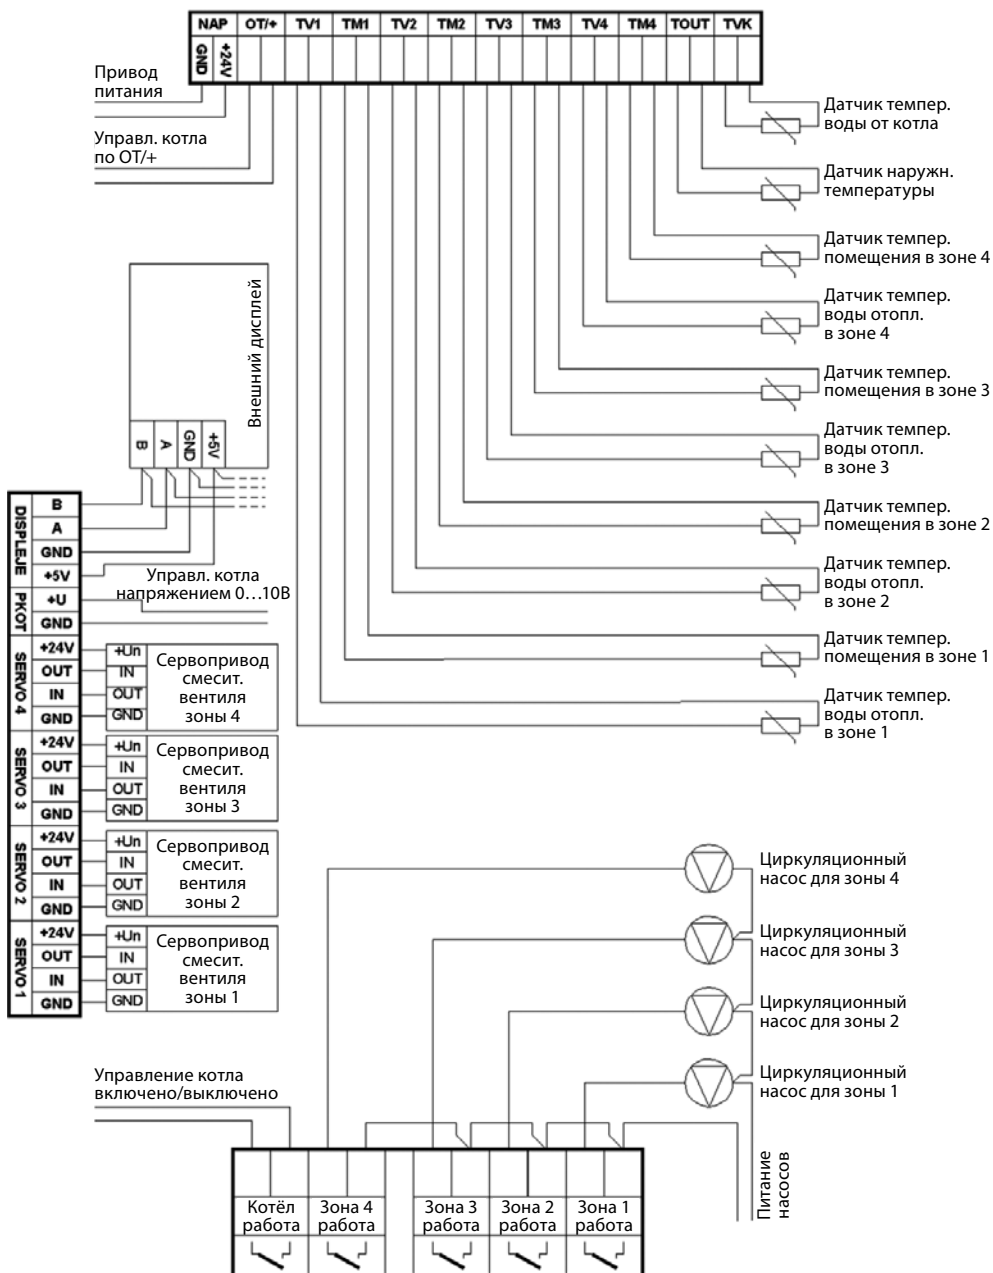 NAP OT/+ TV1 TM1 TV2 TM2 TV3 TM3 TV4 TM4 TOUT TVK
GND +24V
Привод
питания
Управл. котла
по ОТ/+
Датчик темпер.
воды от котла
Датчик наружн.
температуры
Датчик темпер.
помещения в зоне 4
Датчик темпер.
воды отопл.
в зоне 4
Датчик темпер.
помещения в зоне 3
Датчик темпер.
воды отопл.
в зоне 3
Датчик темпер.
помещения в зоне 2
Датчик темпер.
воды отопл.
в зоне 2
Датчик темпер.
помещения в зоне 1
Датчик темпер.
воды отопл.
в зоне 1
Внешний дисплей
B A GND +5V
DISPLEJE
B
A
GND
+5V
Управл. котла
напряжением 0…10В
PKOT
+U
GND
SERVO 4
+24V
OUT
IN
GND
+Un
IN
OUT
GND
Сервопривод
смесит.
вентиля
зоны 4
SERVO 3
+24V
OUT
IN
GND
+Un
IN
OUT
GND
Сервопривод
смесит.
вентиля
зоны 3
SERVO 2
+24V
OUT
IN
GND
+Un
IN
OUT
GND
Сервопривод
смесит.
вентиля
зоны 2
SERVO 1
+24V
OUT
IN
GND
+Un
IN
OUT
GND
Сервопривод
смесит.
вентиля
зоны 1
Циркуляционный
насос для зоны 4
Циркуляционный
насос для зоны 3
Циркуляционный
насос для зоны 2
Циркуляционный
насос для зоны 1
Управление котла
включено/выключено
Питание
насосов
Котёл
работа
Зона 4
работа
Зона 3
работа
Зона 2
работа
Зона 1
работа